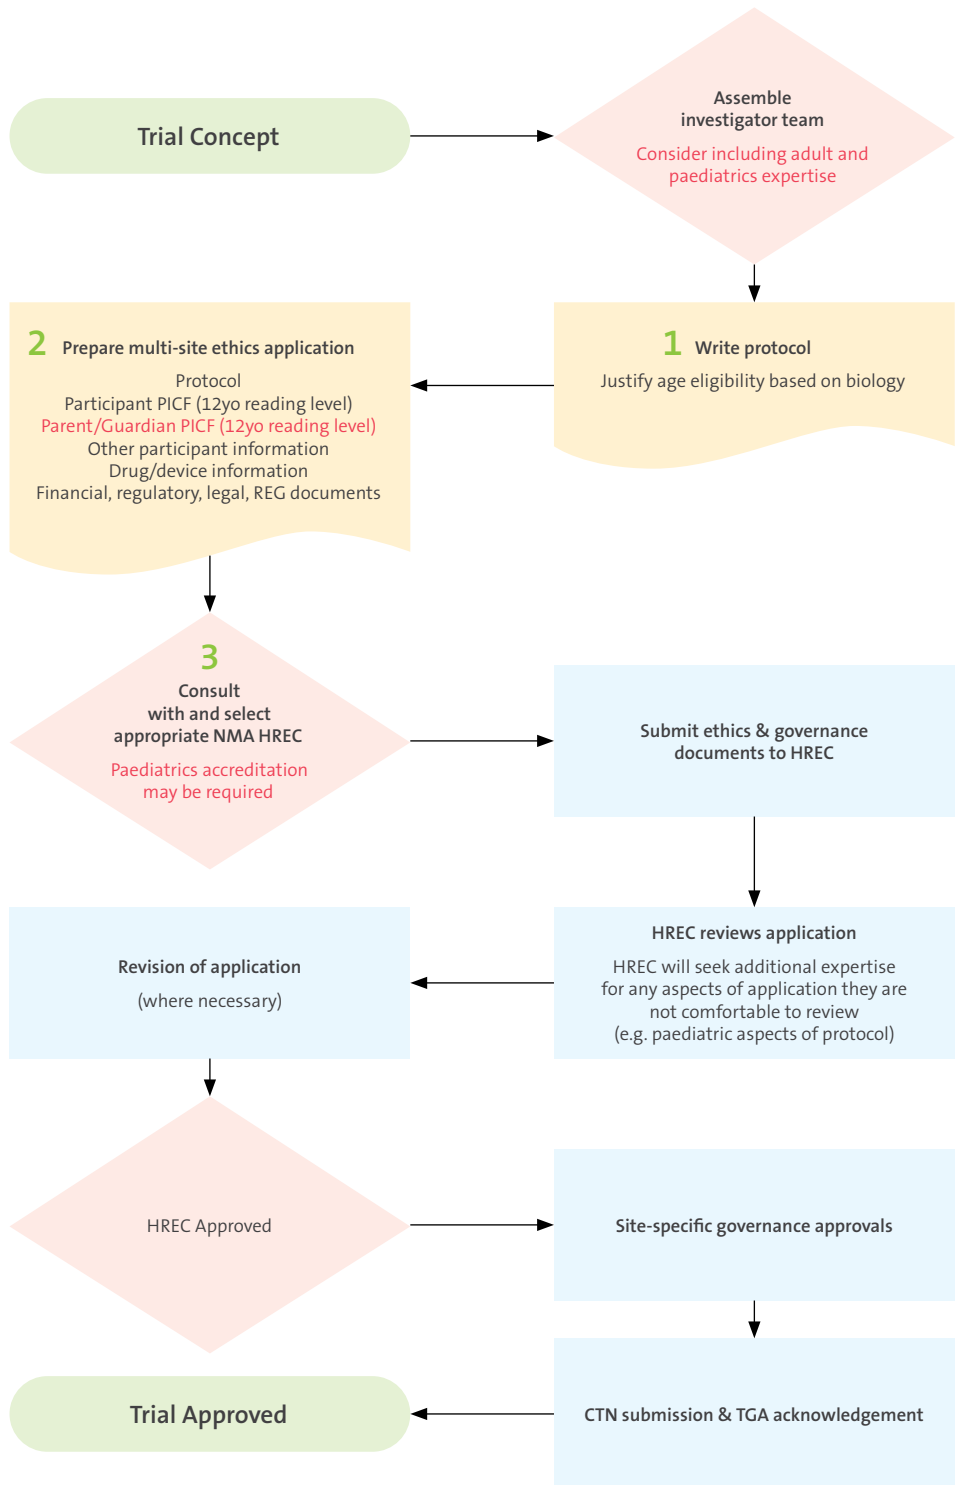 Trial Concept
Assemble
investigator team
Consider including adult and
paediatrics expertise
1 Write protocol
Justify age eligibility based on biology
2 Prepare multi-site ethics application
Protocol
Participant PICF (12yo reading level)
Parent/Guardian PICF (12yo reading level)
Other participant information
Drug/device information
Financial, regulatory, legal, REG documents
3
Consult
with and select
appropriate NMA HREC
Paediatrics accreditation
may be required
Submit ethics & governance
documents to HREC
HREC reviews application
HREC will seek additional expertise
for any aspects of application they are
not comfortable to review
(e.g. paediatric aspects of protocol)
Revision of application
(where necessary)
HREC Approved
Site-specific governance approvals
CTN submission & TGA acknowledgement
Trial Approved